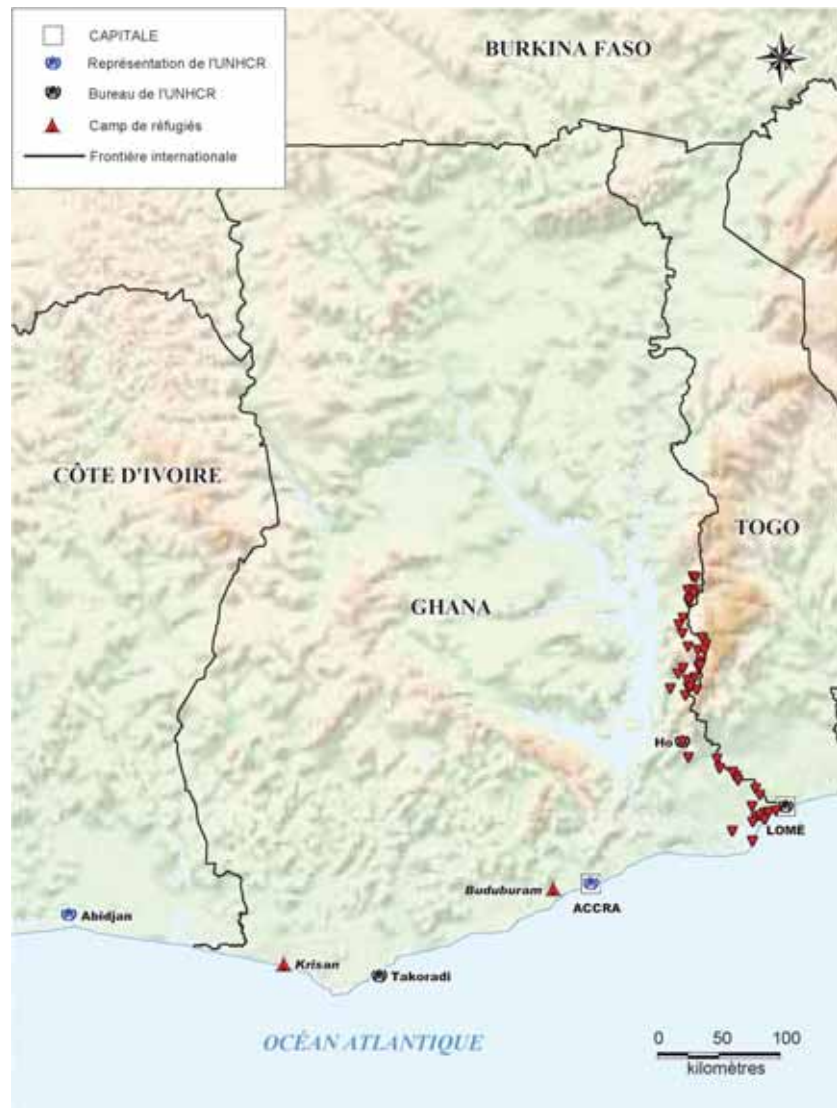 CAPITALE
Représentation de l'UNHCR
Bureau de l'UNHCR
Camp de réfugiés
Frontière internationale
BURKINA FASO
CÔTE D'IVOIRE
TOGO
GHANA
Ho
LOMÉ
Buduburam
ACCRA
Abidjan
Krisan
Takoradi
OCÉAN ATLANTIQUE
0 50 100
kilomètres